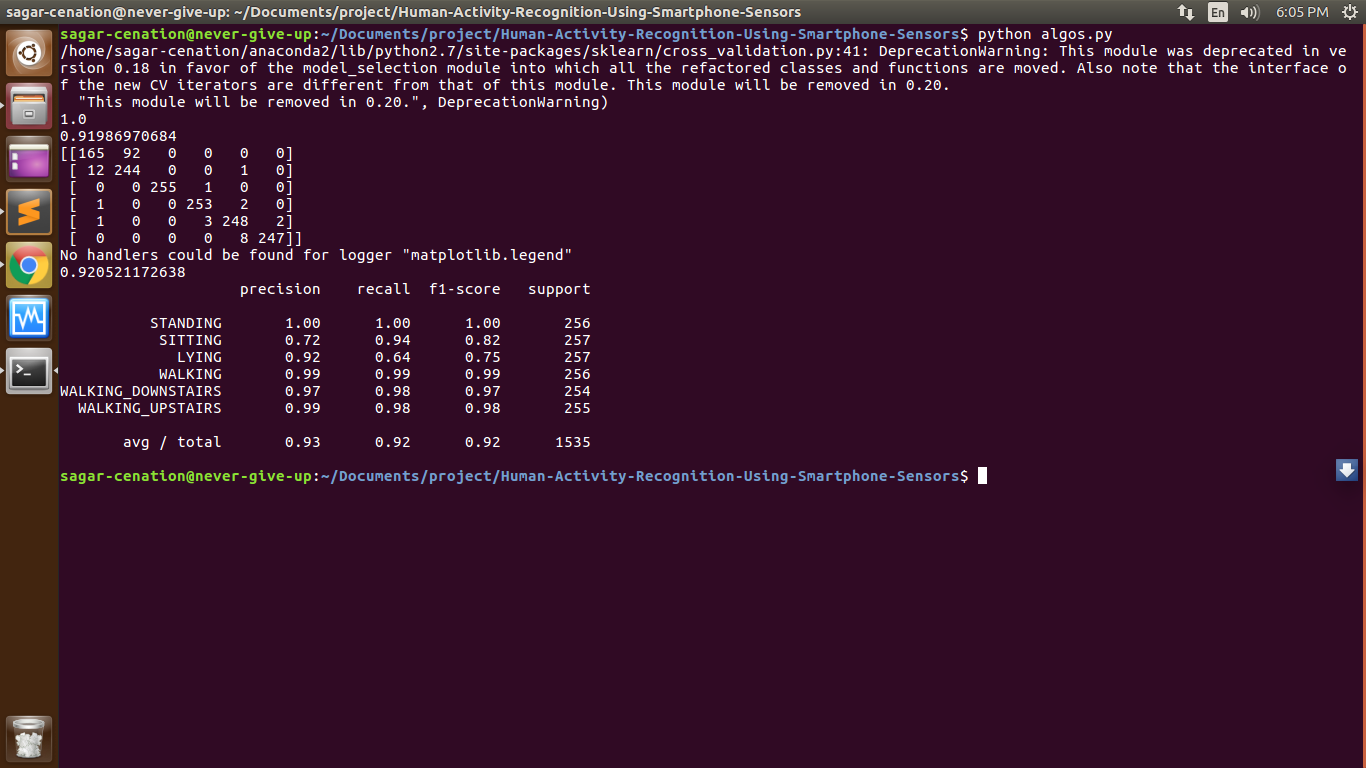 sagar-cenation@never-give-up: ~/Documents/project/Human-Activity-Recognition-Using-Smartphone-Sensors En 6:05 PM
sagar-cenation@never-give-up:~/Documents/project/Human-Activity-Recognition-Using-Smartphone-Sensors$ python algos.py
/home/sagar-cenation/anaconda2/lib/python2.7/site-packages/sklearn/cross_validation.py:41: DeprecationWarning: This module was deprecated in ve
rsion 0.18 in favor of the model_selection module into which all the refactored classes and functions are moved. Also note that the interface o
f the new CV iterators are different from that of this module. This module will be removed in 0.20.
  "This module will be removed in 0.20.", DeprecationWarning)
1.0
0.91986970684
[[165  92   0   0   0   0]
 [ 12 244   0   0   1   0]
 [  0   0 255   1   0   0]
 [  1   0   0 253   2   0]
 [  1   0   0   3 248   2]
 [  0   0   0   0   8 247]]
No handlers could be found for logger "matplotlib.legend"
0.920521172638
                    precision    recall  f1-score   support
          STANDING       1.00      1.00      1.00       256
           SITTING       0.72      0.94      0.82       257
             LYING       0.92      0.64      0.75       257
           WALKING       0.99      0.99      0.99       256
WALKING_DOWNSTAIRS       0.97      0.98      0.97       254
  WALKING_UPSTAIRS       0.99      0.98      0.98       255
       avg / total       0.93      0.92      0.92      1535
sagar-cenation@never-give-up:~/Documents/project/Human-Activity-Recognition-Using-Smartphone-Sensors$